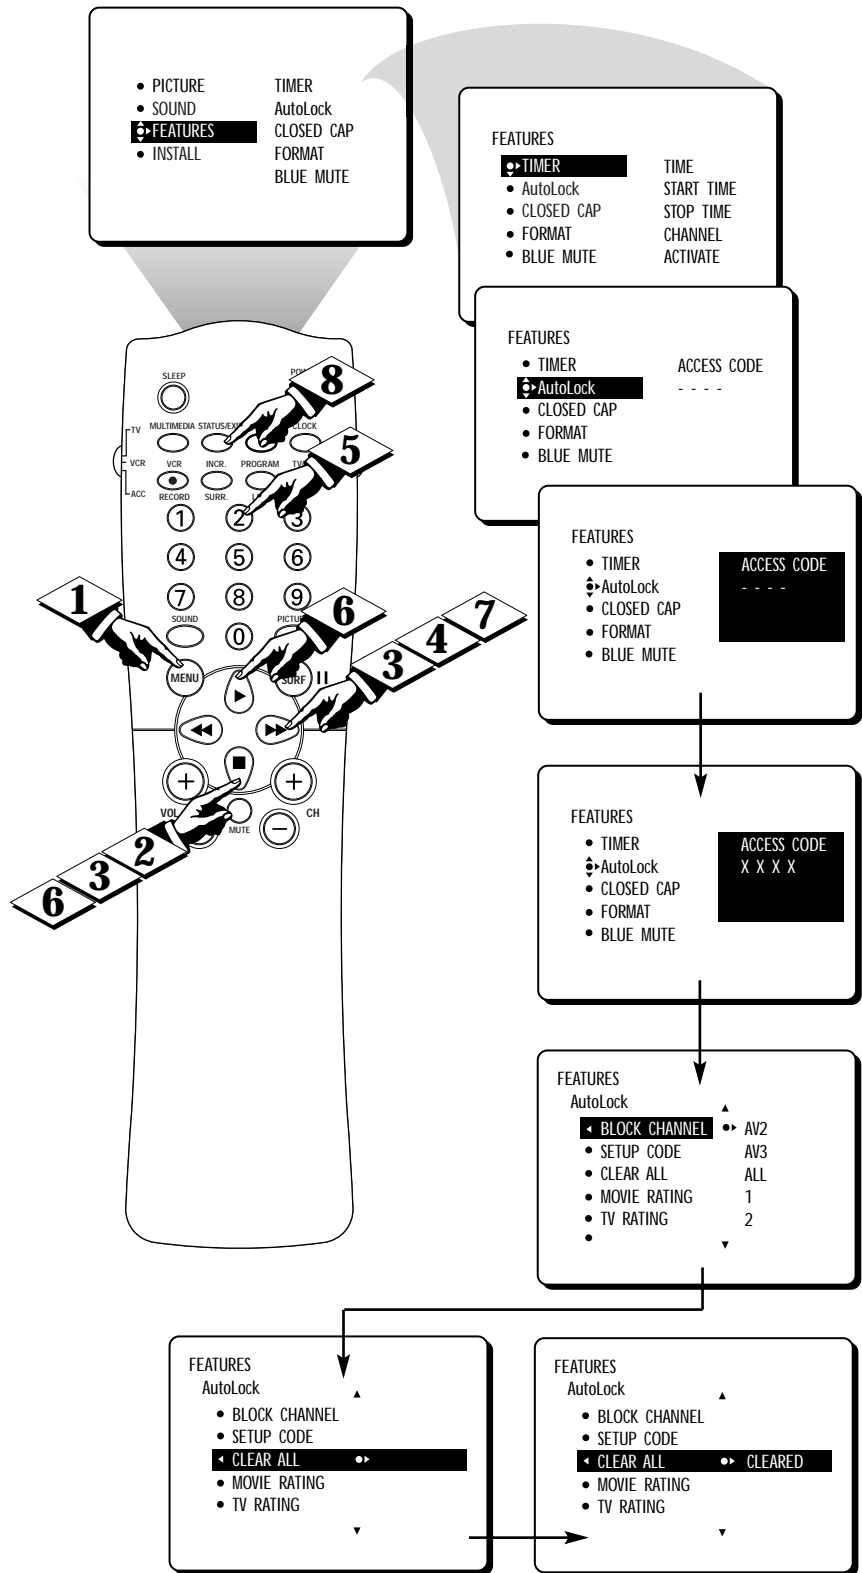 PICTURE TIMER
SOUND AutoLock
FEATURES CLOSED CAP
INSTALL FORMAT
BLUE MUTE
FEATURES
TIMER TIME
AutoLock START TIME
CLOSED CAP STOP TIME
FORMAT CHANNEL
BLUE MUTE ACTIVATE
FEATURES
TIMER ACCESS CODE
AutoLock - - - -
CLOSED CAP
FORMAT
BLUE MUTE
FEATURES
TIMER ACCESS CODE
AutoLock - - - -
CLOSED CAP
FORMAT
BLUE MUTE
FEATURES
TIMER ACCESS CODE
AutoLock X X X X
CLOSED CAP
FORMAT
BLUE MUTE
FEATURES
AutoLock
BLOCK CHANNEL AV2
SETUP CODE AV3
CLEAR ALL ALL
MOVIE RATING 1
TV RATING 2
FEATURES
AutoLock
BLOCK CHANNEL
SETUP CODE
CLEAR ALL
MOVIE RATING
TV RATING
FEATURES
AutoLock
BLOCK CHANNEL
SETUP CODE
CLEAR ALL CLEARED
MOVIE RATING
TV RATING
SLEEP
8
TV MULTIMEDIA CLOCK
5
VCR VCR INCR. PROGRAM
ACC RECORD SURR.
1 2 3
4 5 6
7 8 9
1
SOUND 0
6
3 4 7
MENU SURF
VOL MUTE CH
6 3 2